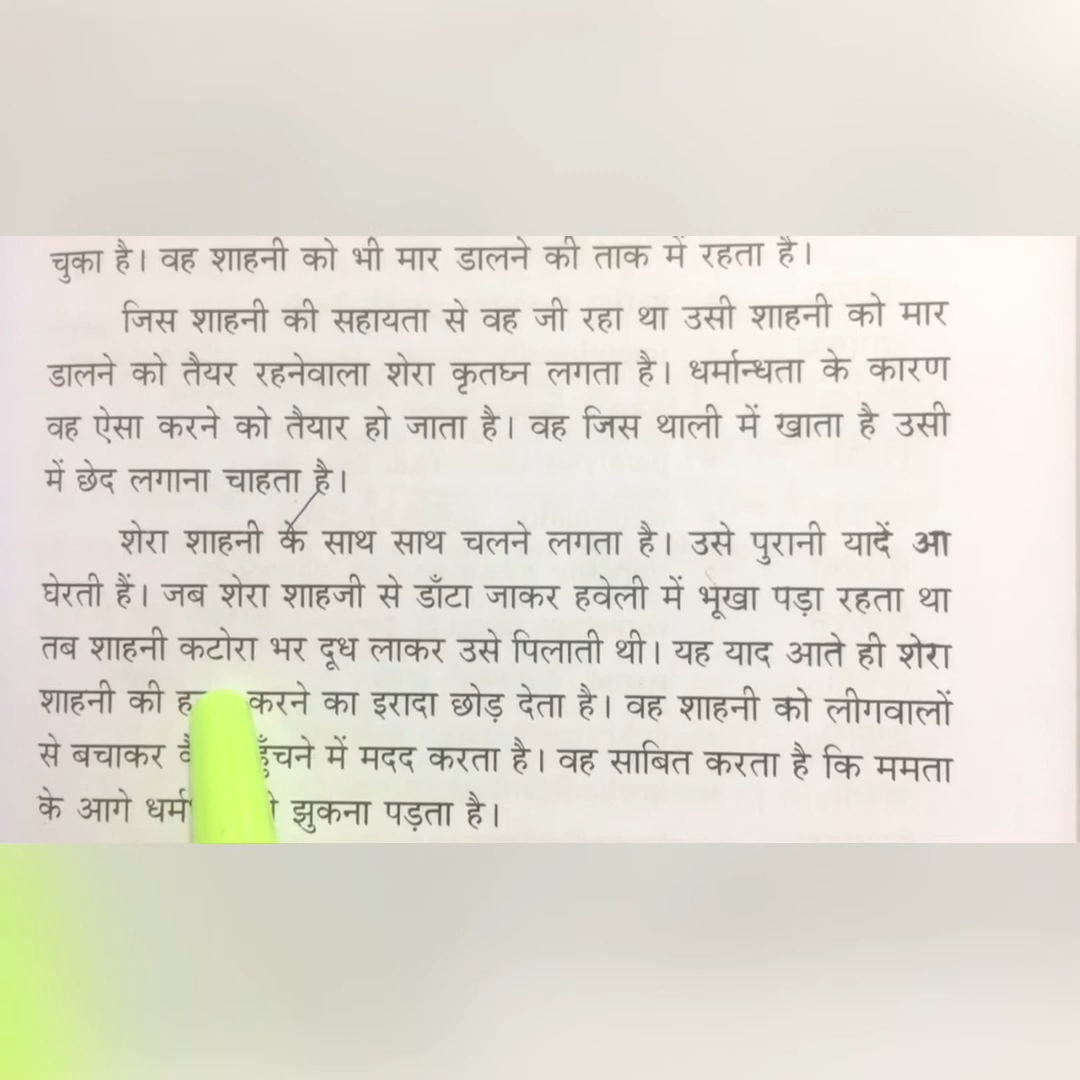 चुका है। वह शाहनी को भी मार डालने की ताक में रहता है।
जिस शाहनी की सहायता से वह जी रहा था उसी शाहनी को मार
डालने को तैयर रहनेवाला शेरा कृतघ्न लगता है। धर्मान्धता के कारण
वह ऐसा करने को तैयार हो जाता है। वह जिस थाली में खाता है उसी
में छेद लगाना चाहता है।
शेरा शाहनी के साथ साथ चलने लगता है। उसे पुरानी यादें आ
घेरती हैं। जब शेरा शाहजी से डाँटा जाकर हवेली में भूखा पड़ा रहता था
तब शाहनी कटोरा भर दूध लाकर उसे पिलाती थी। यह याद आते ही शेरा
शाहनी की करने का इरादा छोड़ देता है। वह शाहनी को लीगवालों
से बचाकर में मदद करता है। वह साबित करता है कि ममता
के आगे झुकना पड़ता है।